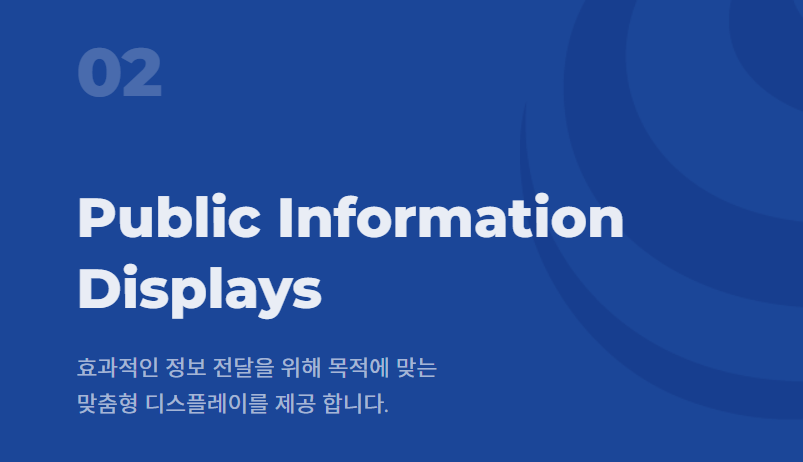 02
Public Information
Displays
효과적인 정보 전달을 위해 목적에 맞는
맞춤형 디스플레이를 제공 합니다.